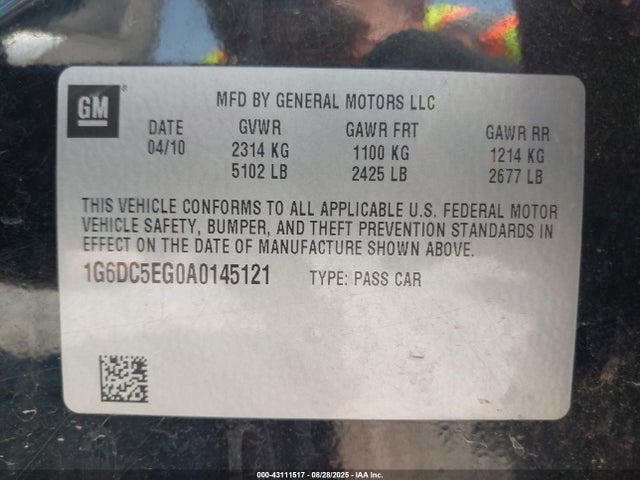 GM
MFD BY GENERAL MOTORS LLC
DATE GVWR GAWR FRT GAWR RR
04/10 2314 KG 1100 KG 1214 KG
5102 LB 2425 LB 2677 LB
THIS VEHICLE CONFORMS TO ALL APPLICABLE U.S. FEDERAL MOTOR
VEHICLE SAFETY, BUMPER, AND THEFT PREVENTION STANDARDS IN
EFFECT ON THE DATE OF MANUFACTURE SHOWN ABOVE.
1G6DC5EG0A0145121 TYPE: PASS CAR
000-43111517 - 08/28/2025 - IAA Inc.